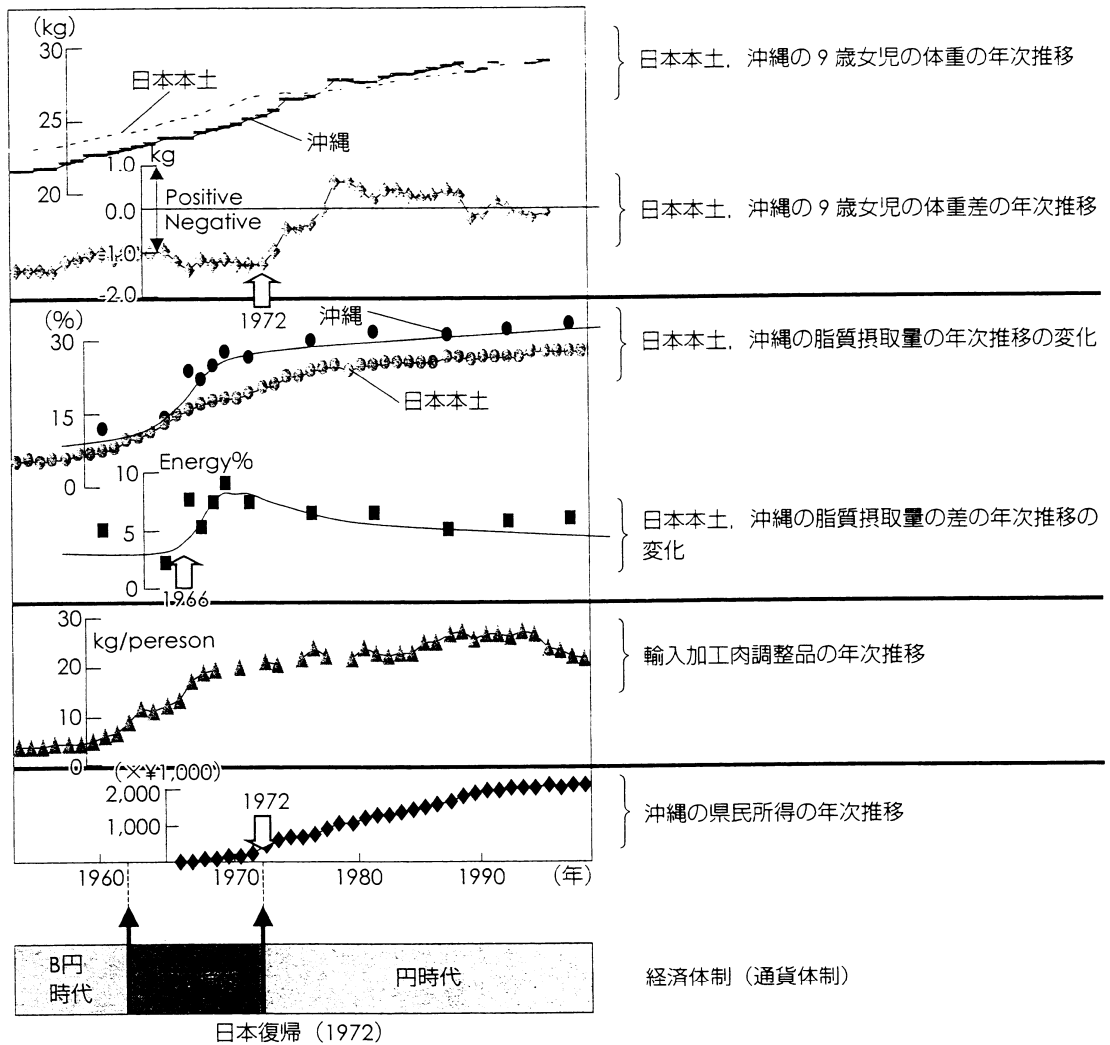 (kg)
30
25
20
日本本土
沖縄
日本本土,沖縄の9歳女児の体重の年次推移
kg
1.0
0.0
-1.0
-2.0
Positive
Negative
1972
日本本土,沖縄の9歳女児の体重差の年次推移
(%)
30
15
0
沖縄
日本本土
日本本土,沖縄の脂質摂取量の年次推移の変化
Energy%
10
5
0
1966
日本本土,沖縄の脂質摂取量の差の年次推移の
変化
30
20
10
0
kg/pereson
輸入加工肉調整品の年次推移
(×¥1,000)
2,000
1,000
1972
沖縄の県民所得の年次推移
1960
1970
1980
1990
(年)
B円
時代
円時代
経済体制(通貨体制)
日本復帰(1972)